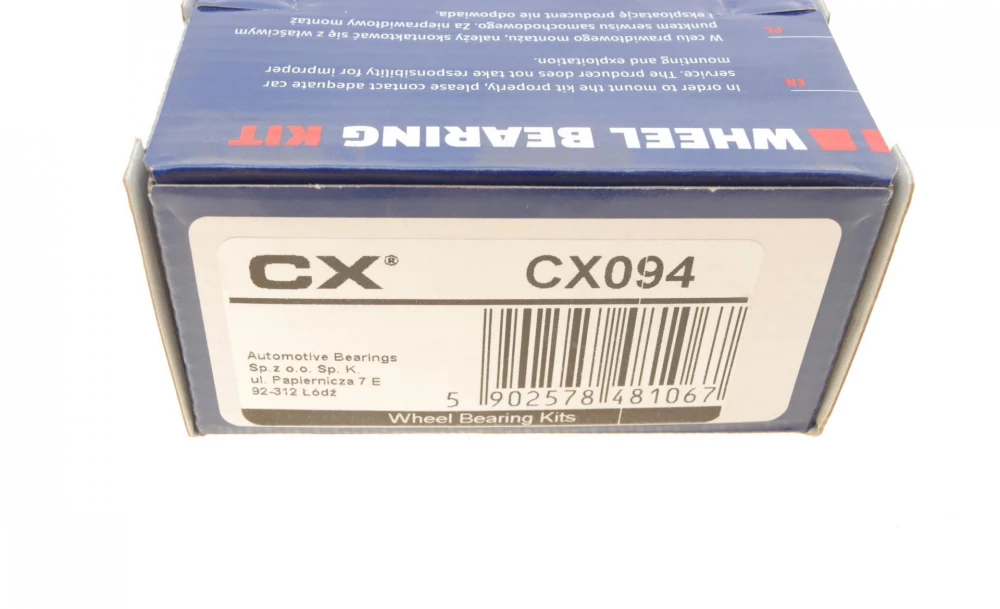 i eksploatację producent nie odpowiada.
punktem serwisu samochodowego. Za nieprawidłowy montaż
W celu prawidłowego montażu, należy skontaktować się z właściwym
PL
mounting and exploitation.
service. The producer does not take responsibility for improper
In order to mount the kit properly, please contact adequate car
EN
WHEEL BEARING KIT
CX® CX094
Automotive Bearings
Sp.z o.o. Sp. K.
ul. Papiernicza 7 E
92-312 Łódź
5 902578 481067
Wheel Bearing Kits